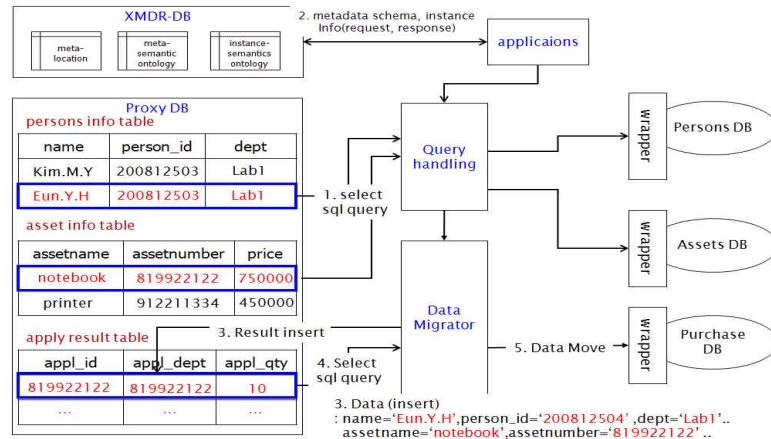 XMDR-DB
meta-
location
meta-
semantic
ontology
instance-
semantics
ontology
2. metadata schema, instance
Info(request, response)
applicaions
Proxy DB
persons info table
name person_id dept
Kim.M.Y 200812503 Lab1
Eun.Y.H 200812503 Lab1
asset info table
assetname assetnumber price
notebook 819922122 750000
printer 912211334 450000
apply result table
appl_id appl_dept appl_qty
819922122 819922122 10
... ... ...
1. select
sql query
Query
handling
3. Result insert
4. Select
sql query
Data
Migrator
5. Data Move
wrapper
Persons DB
wrapper
Assets DB
wrapper
Purchase
DB
3. Data (insert)
: name='Eun.Y.H',person_id='200812504' ,dept='Lab1'..
assetname='notebook',assetnumber='819922122' ..